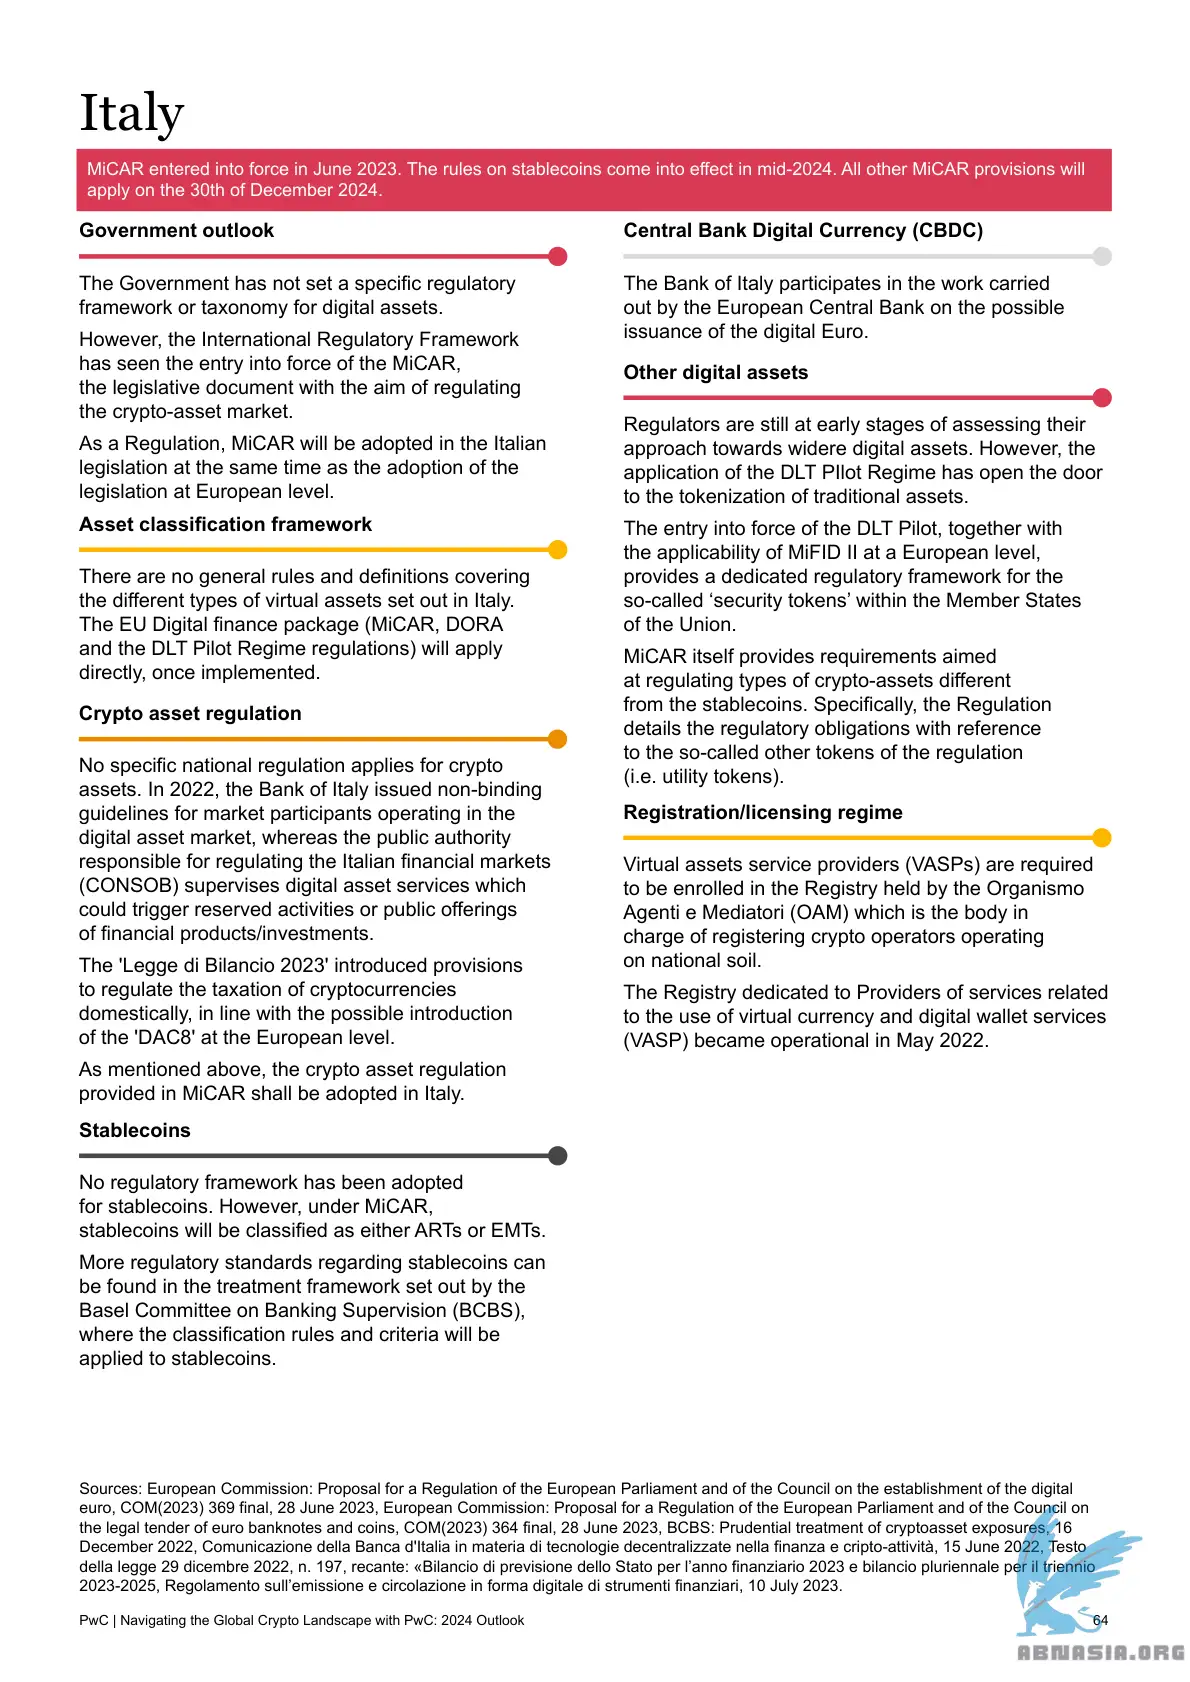 Italy
MiCAR entered into force in June 2023. The rules on stablecoins come into effect in mid-2024. All other MiCAR provisions will
apply on the 30th of December 2024.
Government outlook
The Government has not set a specific regulatory
framework or taxonomy for digital assets.
However, the International Regulatory Framework
has seen the entry into force of the MiCAR,
the legislative document with the aim of regulating
the crypto-asset market.
As a Regulation, MiCAR will be adopted in the Italian
legislation at the same time as the adoption of the
legislation at European level.
Asset classification framework
There are no general rules and definitions covering
the different types of virtual assets set out in Italy.
The EU Digital finance package (MiCAR, DORA
and the DLT Pilot Regime regulations) will apply
directly, once implemented.
Crypto asset regulation
No specific national regulation applies for crypto
assets. In 2022, the Bank of Italy issued non-binding
guidelines for market participants operating in the
digital asset market, whereas the public authority
responsible for regulating the Italian financial markets
(CONSOB) supervises digital asset services which
could trigger reserved activities or public offerings
of financial products/investments.
The 'Legge di Bilancio 2023' introduced provisions
to regulate the taxation of cryptocurrencies
domestically, in line with the possible introduction
of the 'DAC8' at the European level.
As mentioned above, the crypto asset regulation
provided in MiCAR shall be adopted in Italy.
Stablecoins
No regulatory framework has been adopted
for stablecoins. However, under MiCAR,
stablecoins will be classified as either ARTs or EMTs.
More regulatory standards regarding stablecoins can
be found in the treatment framework set out by the
Basel Committee on Banking Supervision (BCBS),
where the classification rules and criteria will be
applied to stablecoins.
Central Bank Digital Currency (CBDC)
The Bank of Italy participates in the work carried
out by the European Central Bank on the possible
issuance of the digital Euro.
Other digital assets
Regulators are still at early stages of assessing their
approach towards widere digital assets. However, the
application of the DLT PIlot Regime has open the door
to the tokenization of traditional assets.
The entry into force of the DLT Pilot, together with
the applicability of MiFID II at a European level,
provides a dedicated regulatory framework for the
so-called ‘security tokens’ within the Member States
of the Union.
MiCAR itself provides requirements aimed
at regulating types of crypto-assets different
from the stablecoins. Specifically, the Regulation
details the regulatory obligations with reference
to the so-called other tokens of the regulation
(i.e. utility tokens).
Registration/licensing regime
Virtual assets service providers (VASPs) are required
to be enrolled in the Registry held by the Organismo
Agenti e Mediatori (OAM) which is the body in
charge of registering crypto operators operating
on national soil.
The Registry dedicated to Providers of services related
to the use of virtual currency and digital wallet services
(VASP) became operational in May 2022.
Sources: European Commission: Proposal for a Regulation of the European Parliament and of the Council on the establishment of the digital
euro, COM(2023) 369 final, 28 June 2023, European Commission: Proposal for a Regulation of the European Parliament and of the Council on
the legal tender of euro banknotes and coins, COM(2023) 364 final, 28 June 2023, BCBS: Prudential treatment of cryptoasset exposures, 16
December 2022, Comunicazione della Banca d'Italia in materia di tecnologie decentralizzate nella finanza e cripto-attività, 15 June 2022, Testo
della legge 29 dicembre 2022, n. 197, recante: «Bilancio di previsione dello Stato per l’anno finanziario 2023 e bilancio pluriennale per il triennio
2023-2025, Regolamento sull’emissione e circolazione in forma digitale di strumenti finanziari, 10 July 2023.
PwC | Navigating the Global Crypto Landscape with PwC: 2024 Outlook
64
ABNASIA.ORG